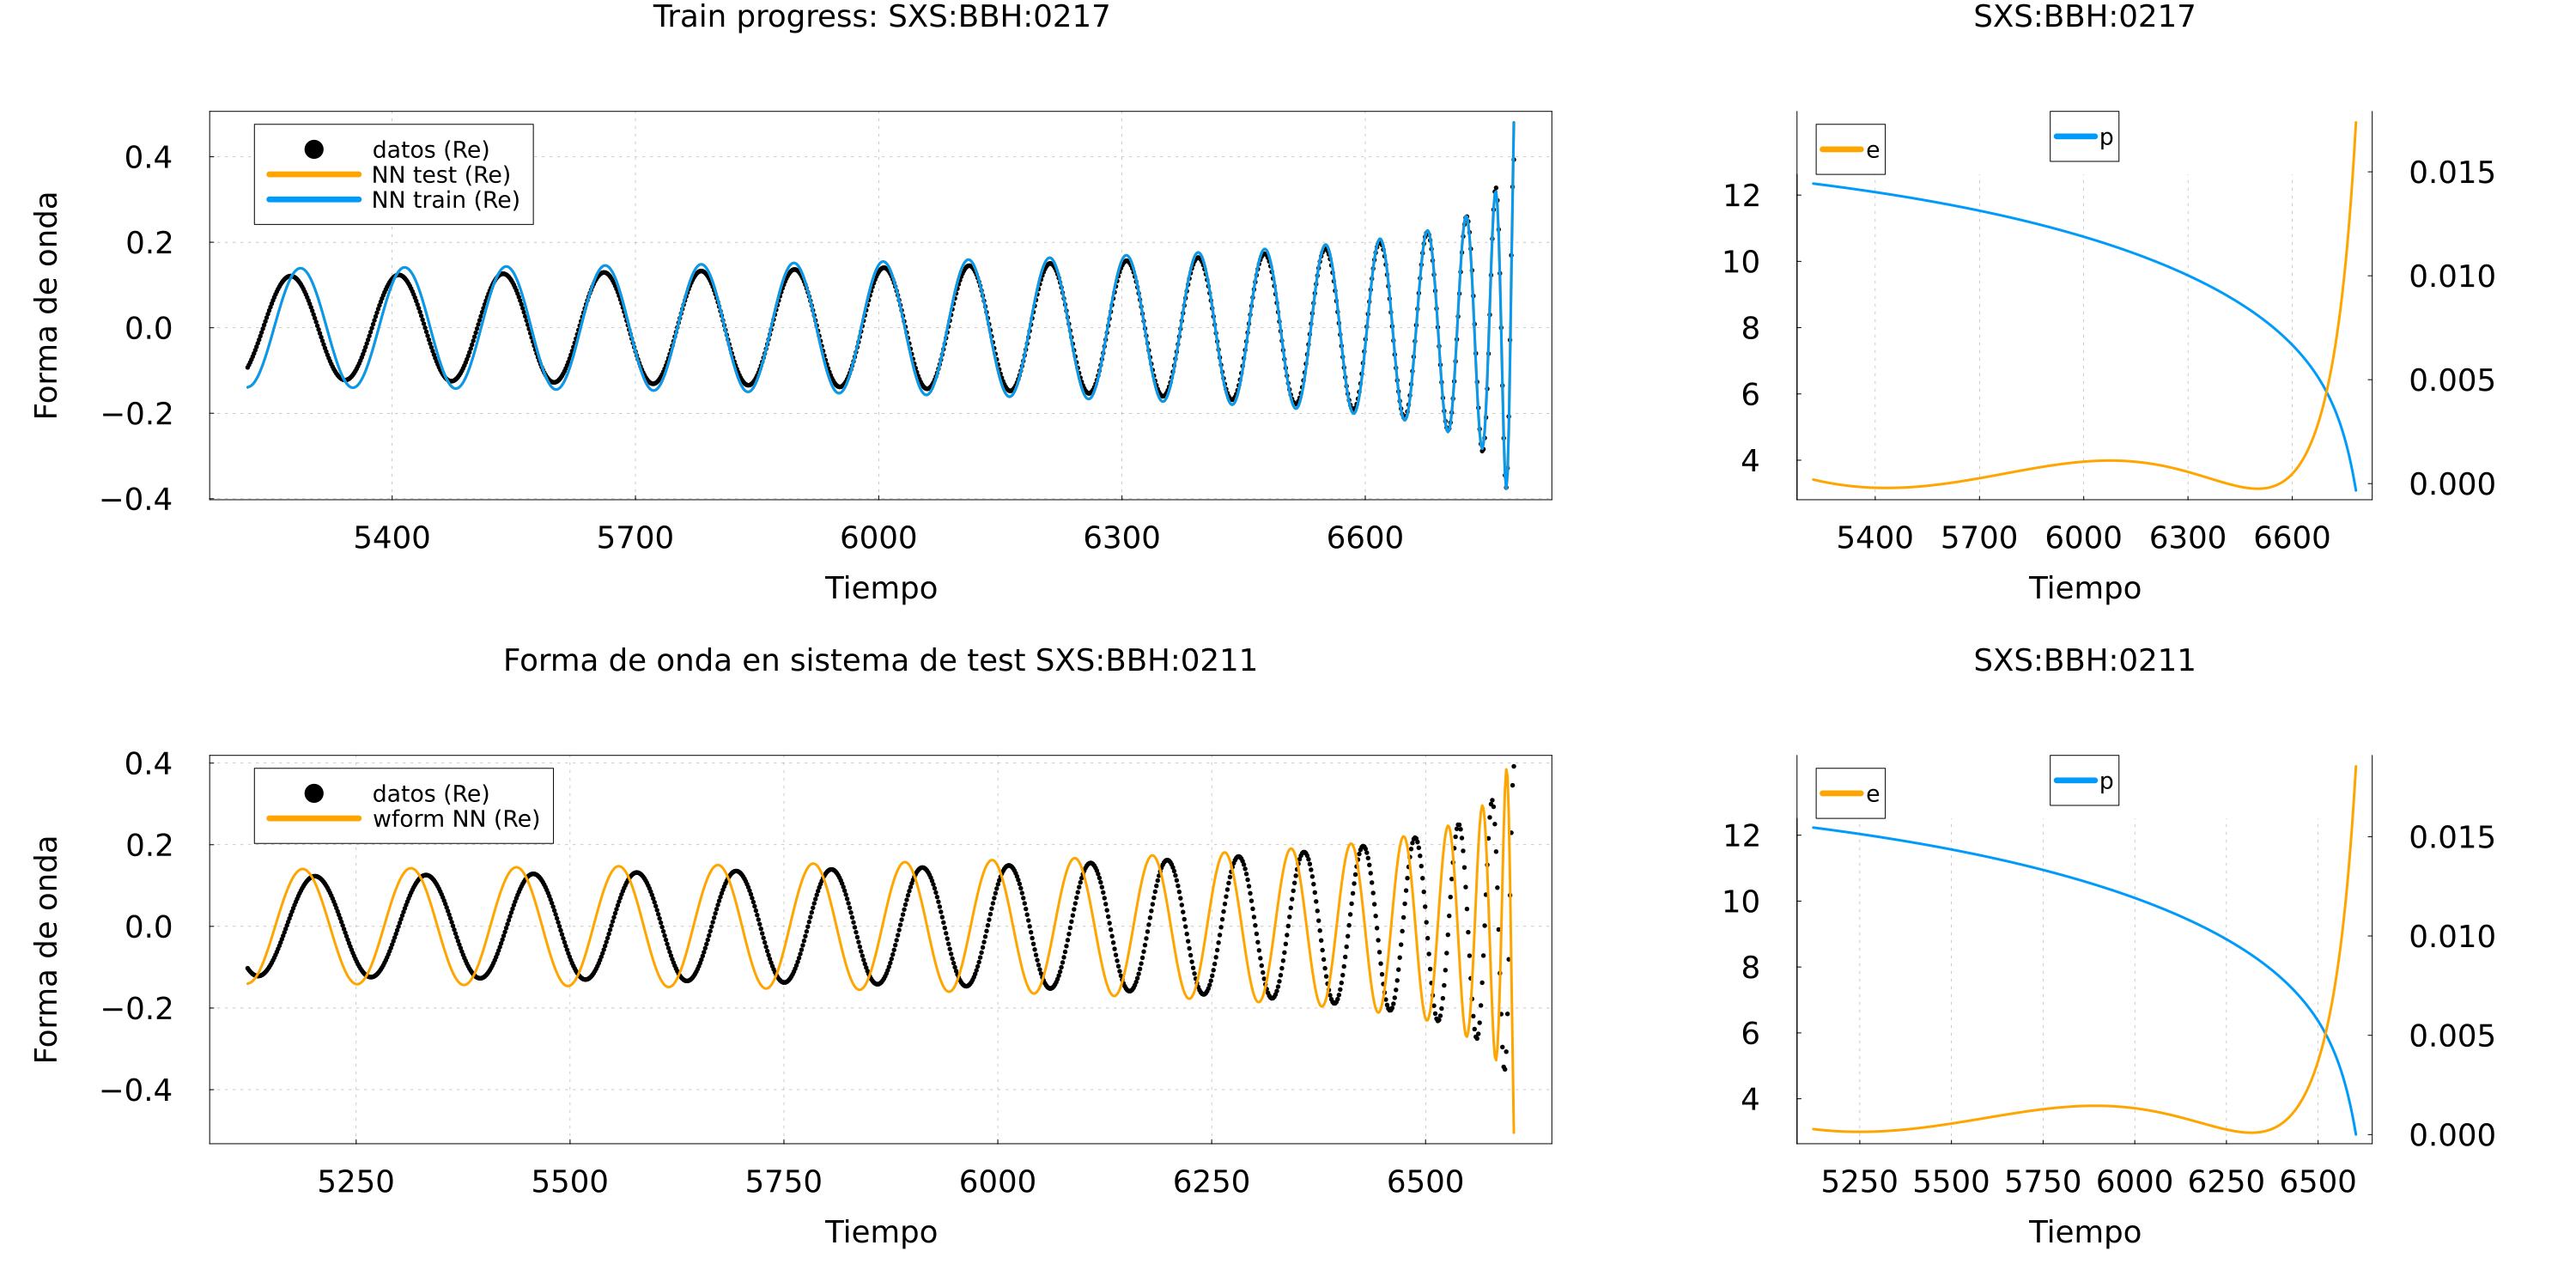 Train progress: SXS:BBH:0217
datos (Re)
NN test (Re)
NN train (Re)
Forma de onda
0.4
0.2
0.0
−0.2
−0.4
5400 5700 6000 6300 6600
Tiempo
SXS:BBH:0217
e
p
12
10
8
6
4
0.015
0.010
0.005
0.000
5400 5700 6000 6300 6600
Tiempo
Forma de onda en sistema de test SXS:BBH:0211
datos (Re)
wform NN (Re)
Forma de onda
0.4
0.2
0.0
−0.2
−0.4
5250 5500 5750 6000 6250 6500
Tiempo
SXS:BBH:0211
e
p
12
10
8
6
4
0.015
0.010
0.005
0.000
5250 5500 5750 6000 6250 6500
Tiempo